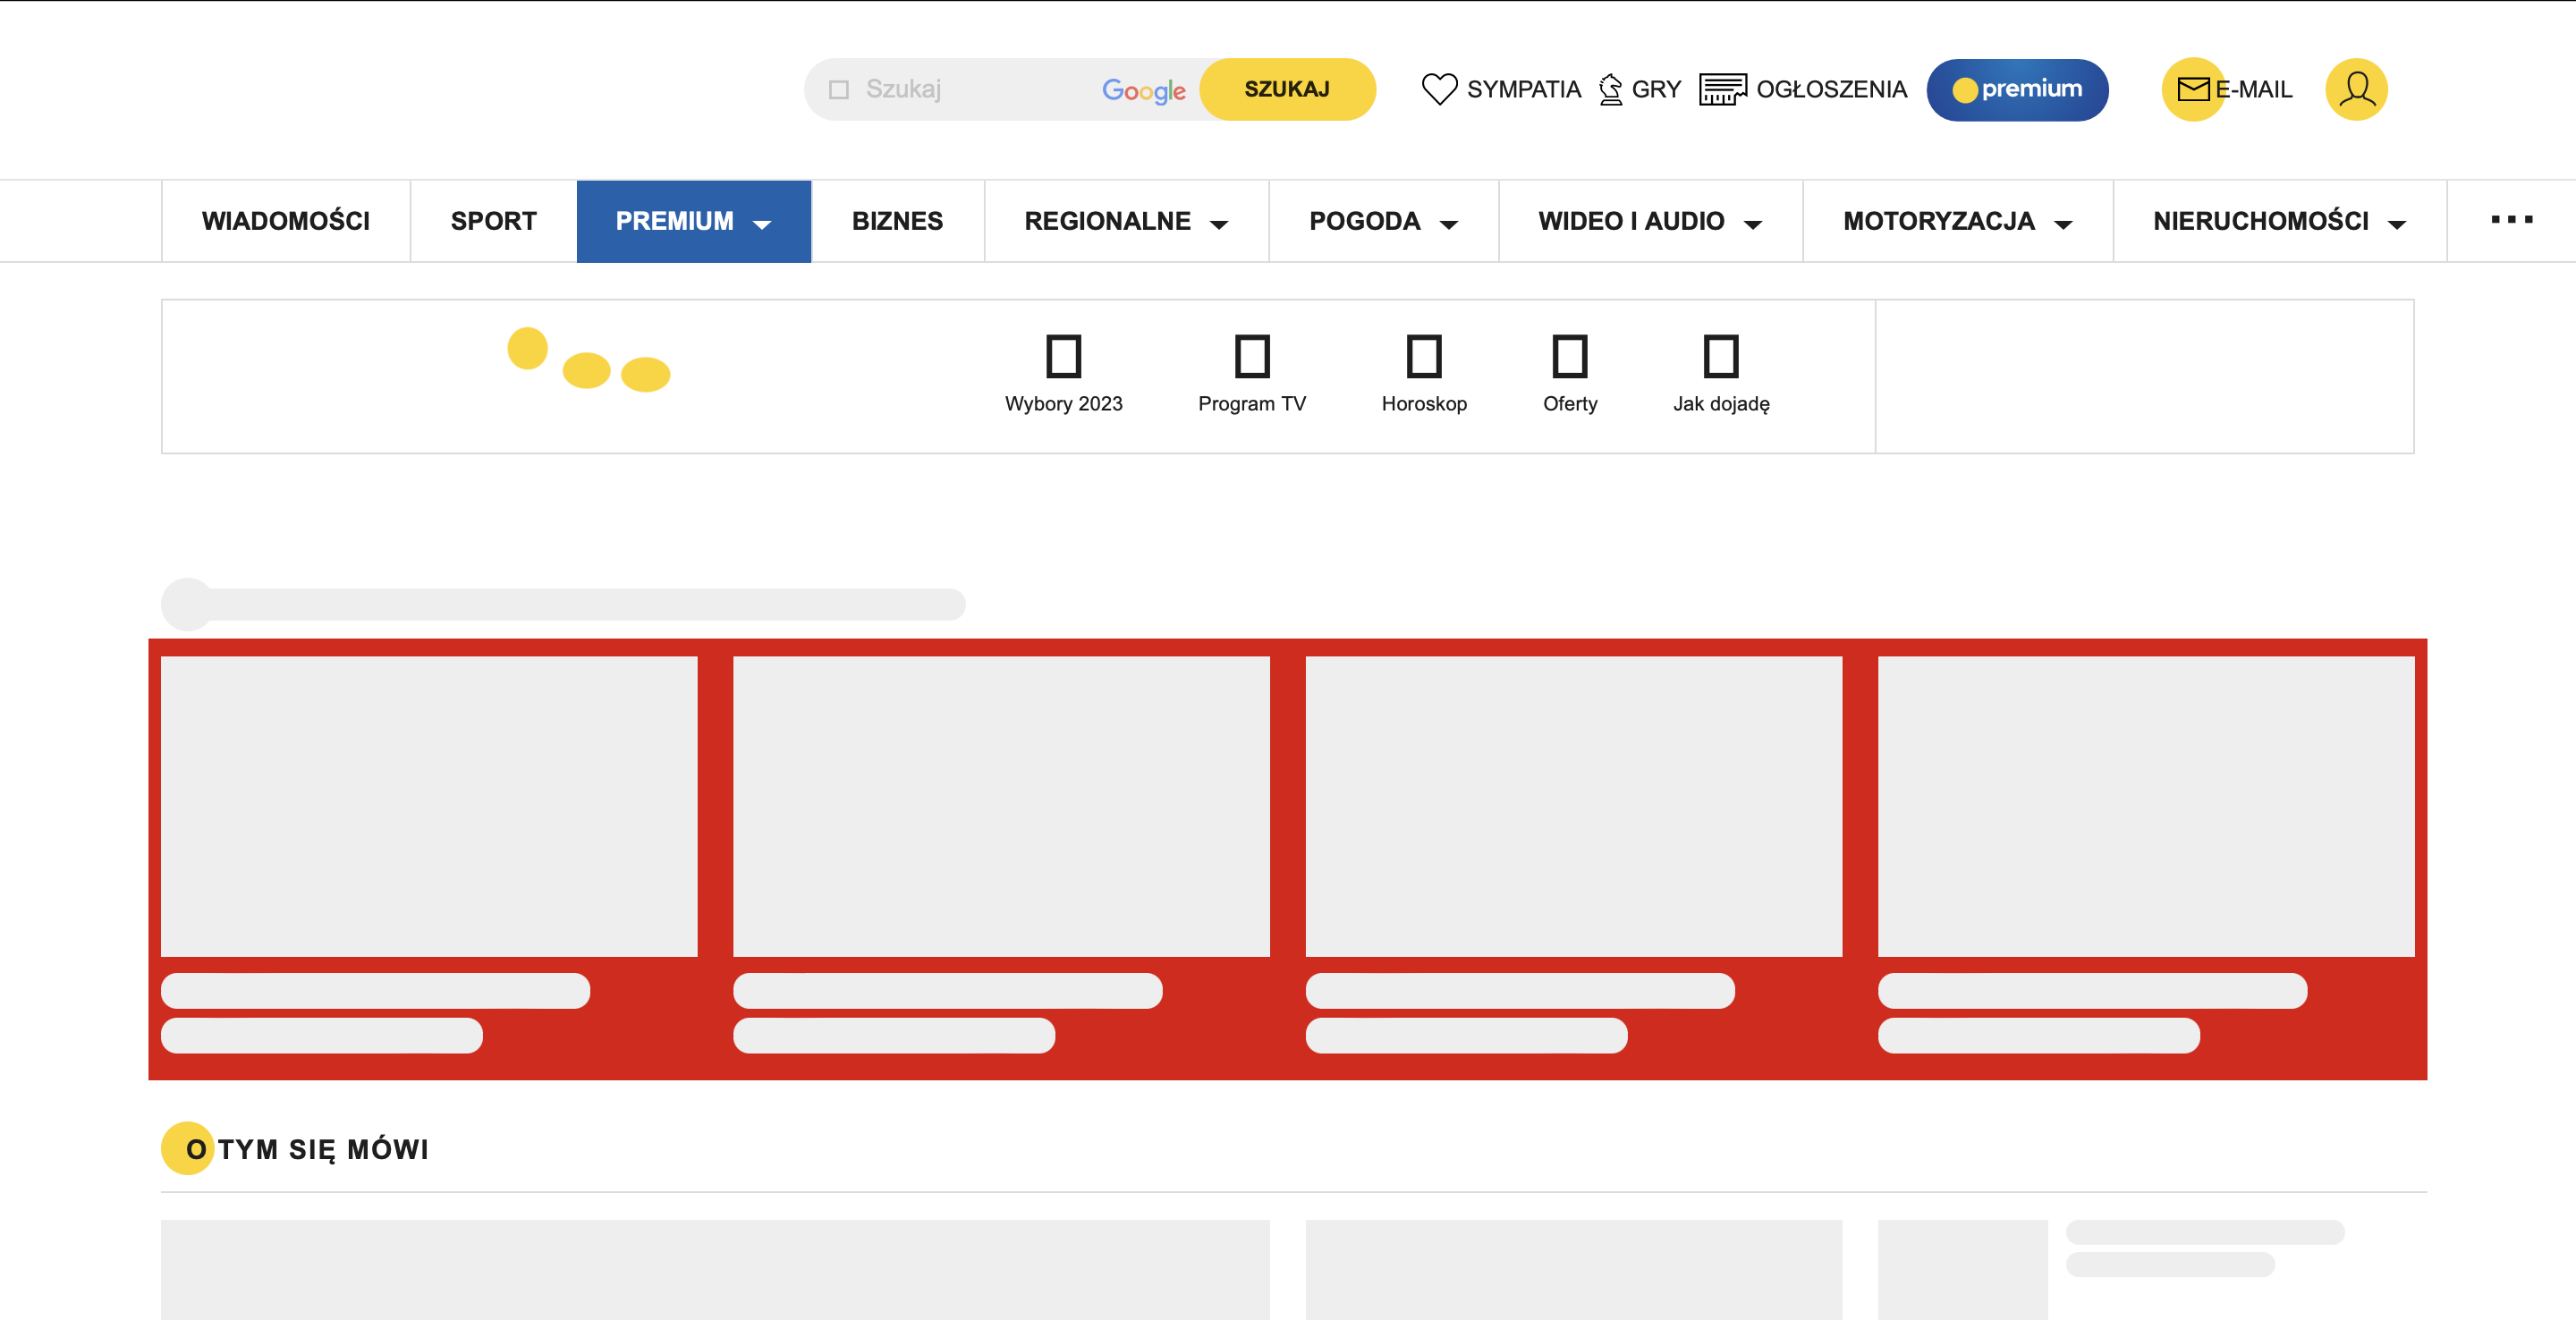 Szukaj Google SZUKAJ SYMPATIA GRY OGŁOSZENIA premium E-MAIL
WIADOMOŚCI SPORT PREMIUM BIZNES REGIONALNE POGODA WIDEO I AUDIO MOTORYZACJA NIERUCHOMOŚCI ...
Wybory 2023 Program TV Horoskop Oferty Jak dojadę
O TYM SIĘ MÓWI